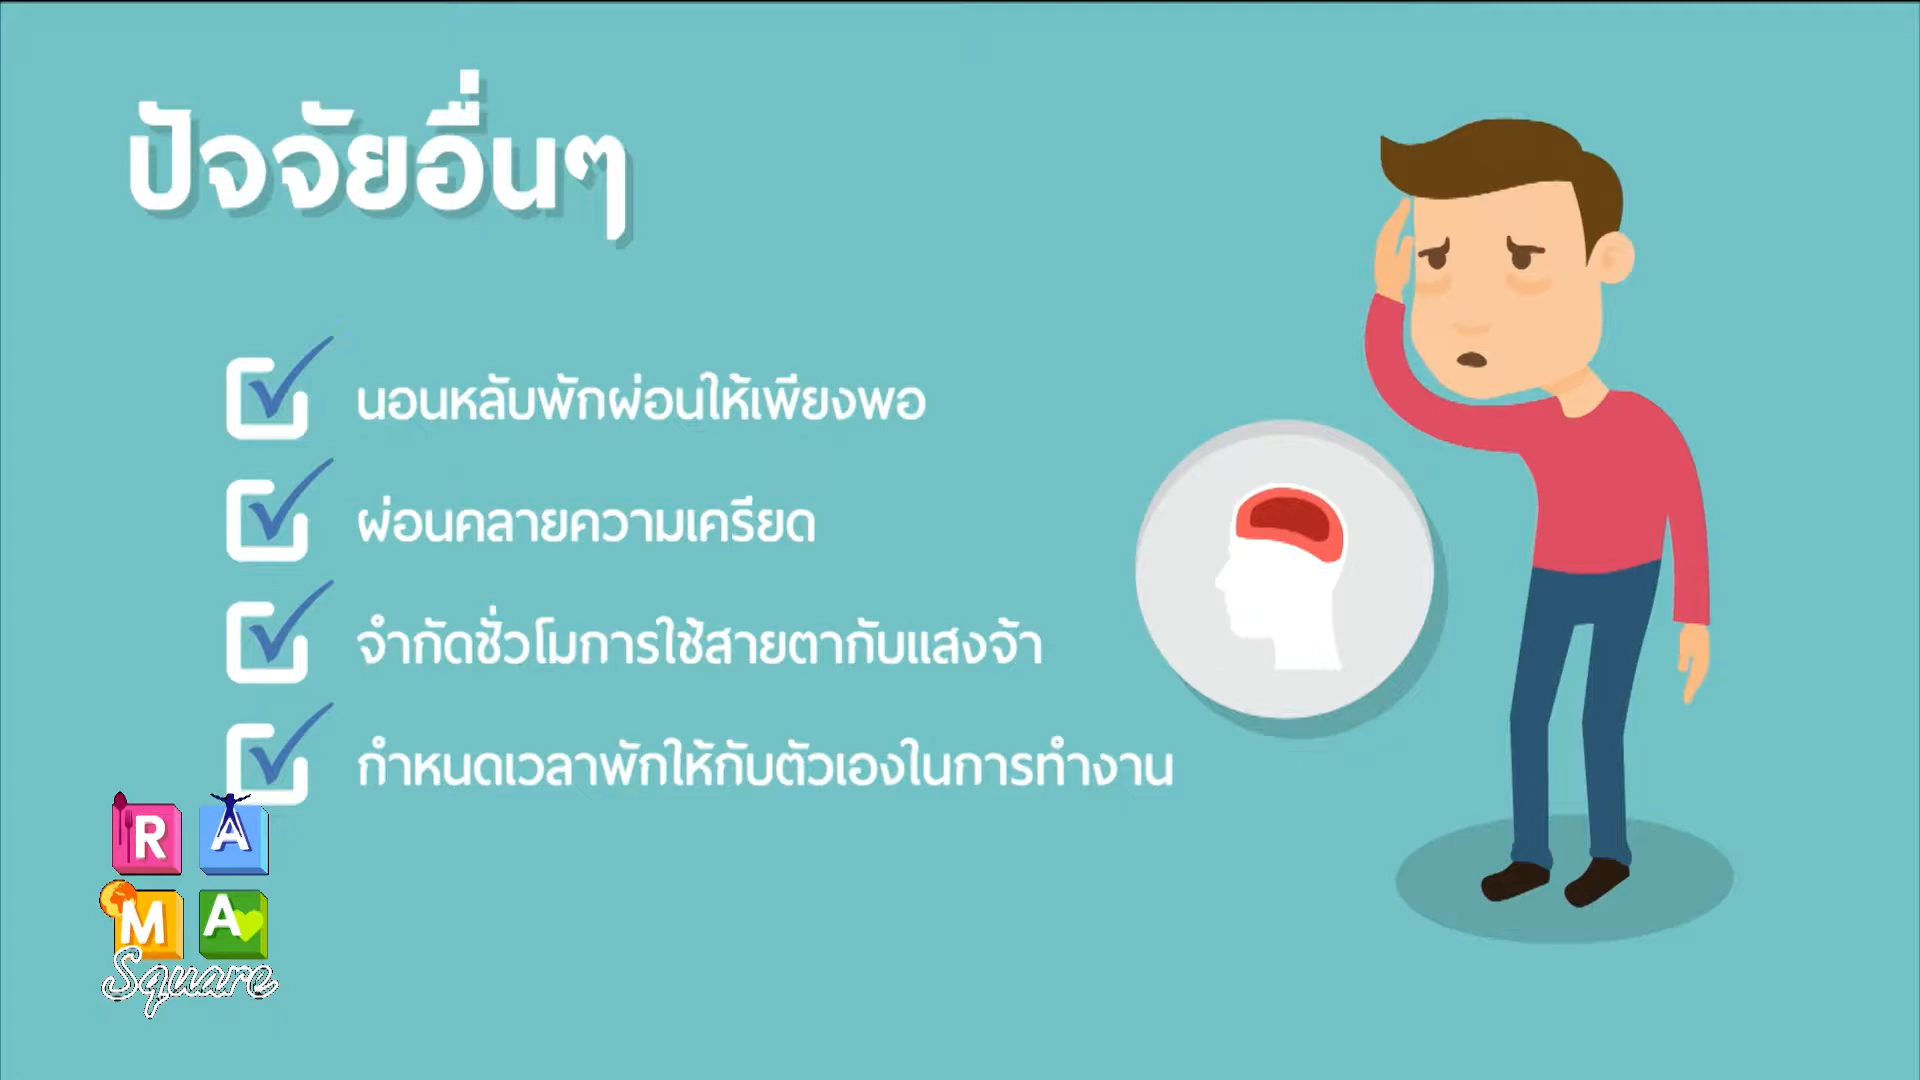 ปัจจัยอื่นๆ
นอนหลับพักผ่อนให้เพียงพอ
ผ่อนคลายความเครียด
จำกัดชั่วโมการใช้สายตากับแสงจ้า
กำหนดเวลาพักให้กับตัวเองในการทำงาน
RA
MA
Square